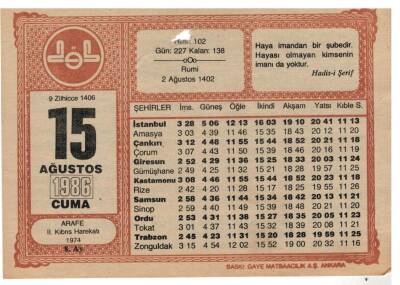 Hızır: 102
Gün: 227 Kalan: 138
-oOo-
Rumi
2 Ağustos 1402
Haya imandan bir şubedir.
Hayası olmayan kimsenin
imanı da yoktur.
Hadis-i Şerif
9 Zilhicce 1406
15
AĞUSTOS
1986
CUMA
ARAFE
II. Kıbrıs Harekatı
1974
8. Ay
ŞEHİRLER İms. Güneş Öğle İkindi Akşam Yatsı Kıble S.
İstanbul 3 28 5 06 12 13 16 03 19 10 20 41 11 13
Amasya 3 03 4 39 11 46 15 35 18 43 20 12 11 21
Çankırı 3 12 4 48 11 55 15 44 18 52 20 21 11 18
Çorum 3 07 4 43 11 50 15 39 18 46 20 16 11 19
Giresun 2 52 4 29 11 36 15 25 18 33 20 03 11 24
Gümüşhane 2 49 4 25 11 32 15 21 18 28 19 57 11 25
Kastamonu 3 08 4 46 11 55 15 44 18 52 20 23 11 18
Rize 2 42 4 20 11 28 15 17 18 25 19 55 11 26
Samsun 2 58 4 36 11 44 15 34 18 42 20 13 11 21
Sinop 2 59 4 40 11 49 15 39 18 48 20 19 11 20
Ordu 2 53 4 31 11 38 15 27 18 35 20 05 11 23
Tokat 3 01 4 37 11 43 15 32 18 39 20 08 11 21
Trabzon 2 45 4 23 11 31 15 20 18 28 19 59 11 25
Zonguldak 3 15 4 54 12 02 15 52 19 00 20 32 11 16
BASKI: GAYE MATBAACILIK A.Ş. ANKARA